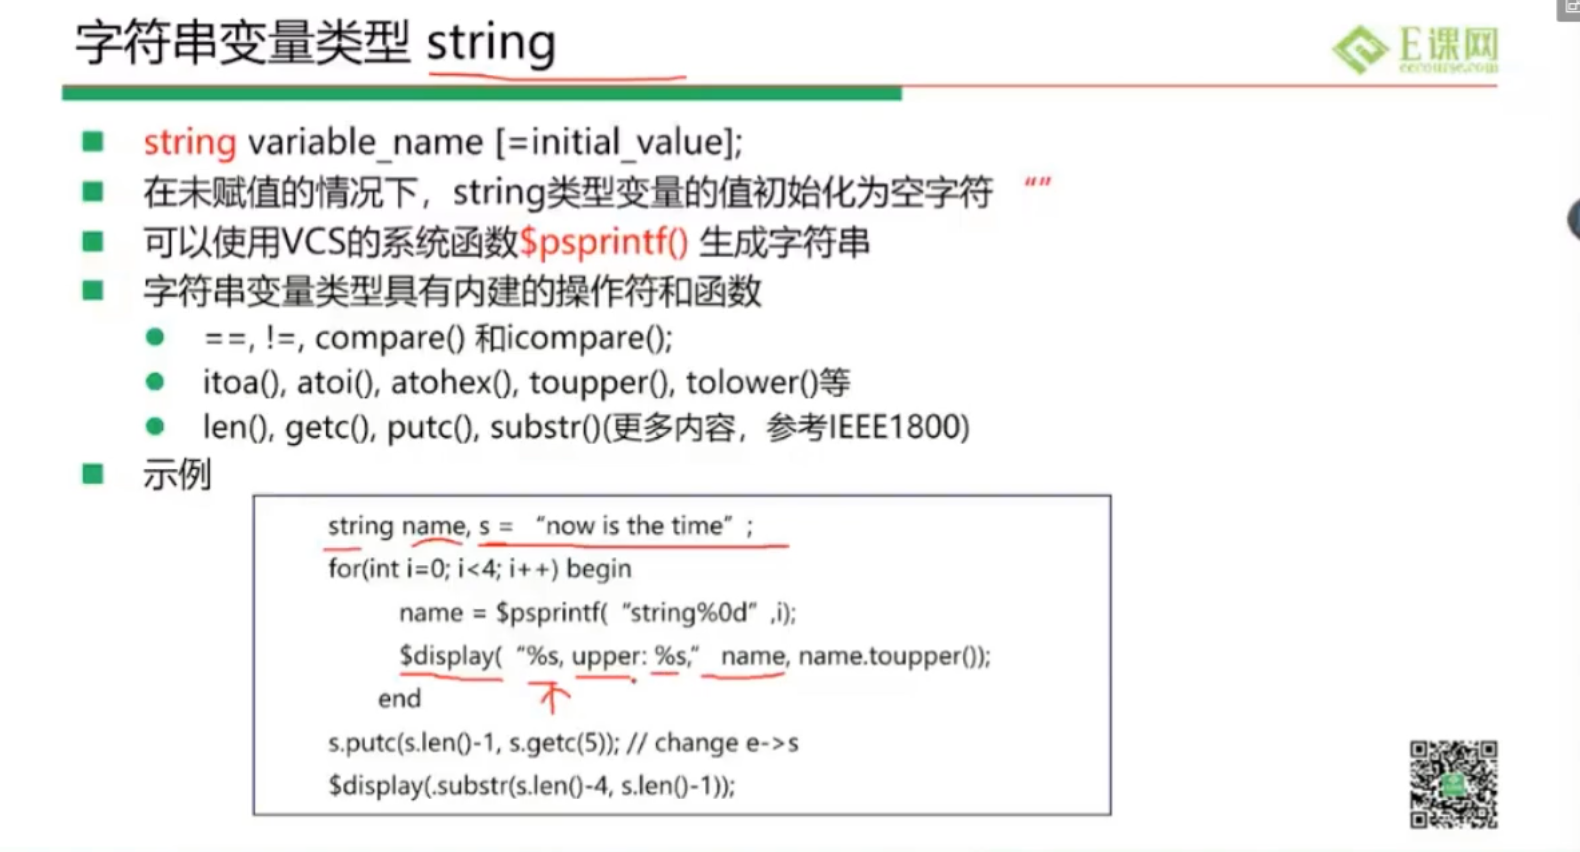 字符串变量类型 string
E课网
eecourse.com
string variable_name [=initial_value];
在未赋值的情况下，string类型变量的值初始化为空字符 “”
可以使用VCS的系统函数$psprintf() 生成字符串
字符串变量类型具有内建的操作符和函数
==, !=, compare() 和icompare();
itoa(), atoi(), atohex(), toupper(), tolower()等
len(), getc(), putc(), substr()(更多内容，参考IEEE1800)
示例
string name, s = “now is the time” ;
for(int i=0; i<4; i++) begin
name = $psprintf( “string%0d” ,i);
$display( “%s, upper: %s,” name, name.toupper());
end
s.putc(s.len()-1, s.getc(5)); // change e->s
$display(.substr(s.len()-4, s.len()-1));